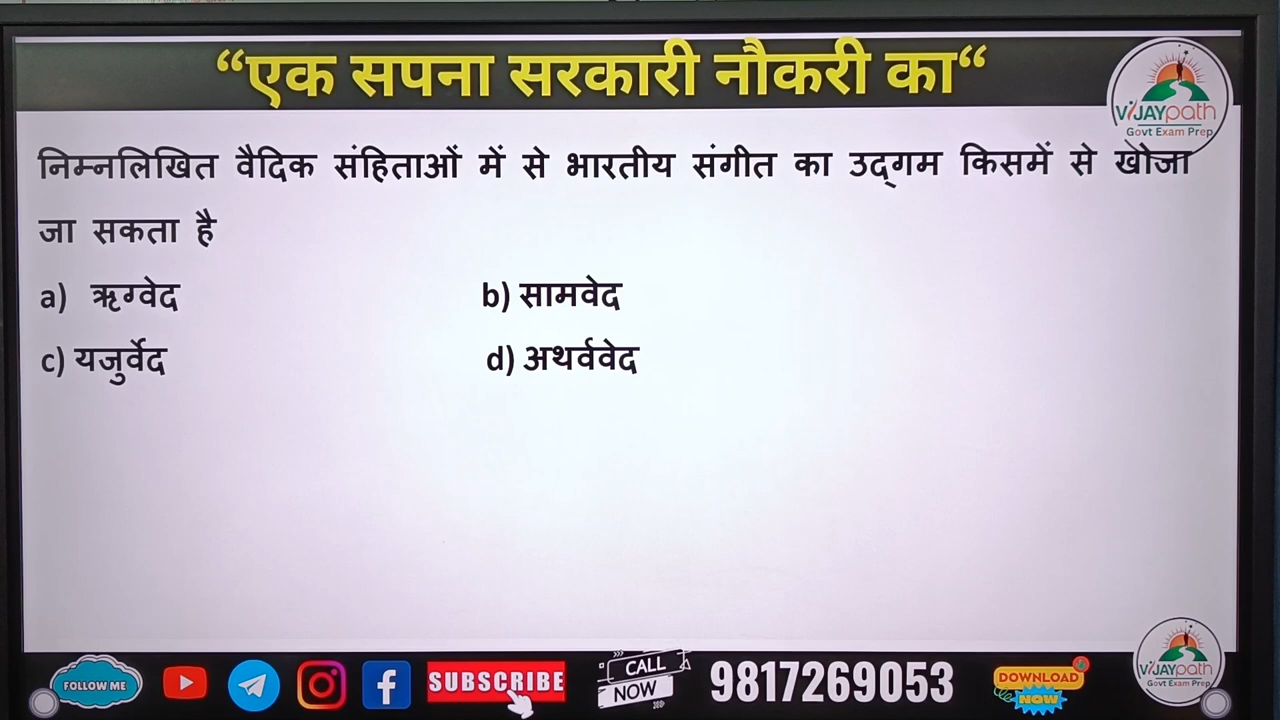 “एक सपना सरकारी नौकरी का“
VIJAYpath
Govt Exam Prep
निम्नलिखित वैदिक संहिताओं में से भारतीय संगीत का उद्गम किसमें से खोजा
जा सकता है
a) ऋग्वेद b) सामवेद
c) यजुर्वेद d) अथर्ववेद
FOLLOW ME
SUBSCRIBE
CALL
NOW
9817269053
DOWNLOAD
NOW
VIJAYpath
Govt Exam Prep